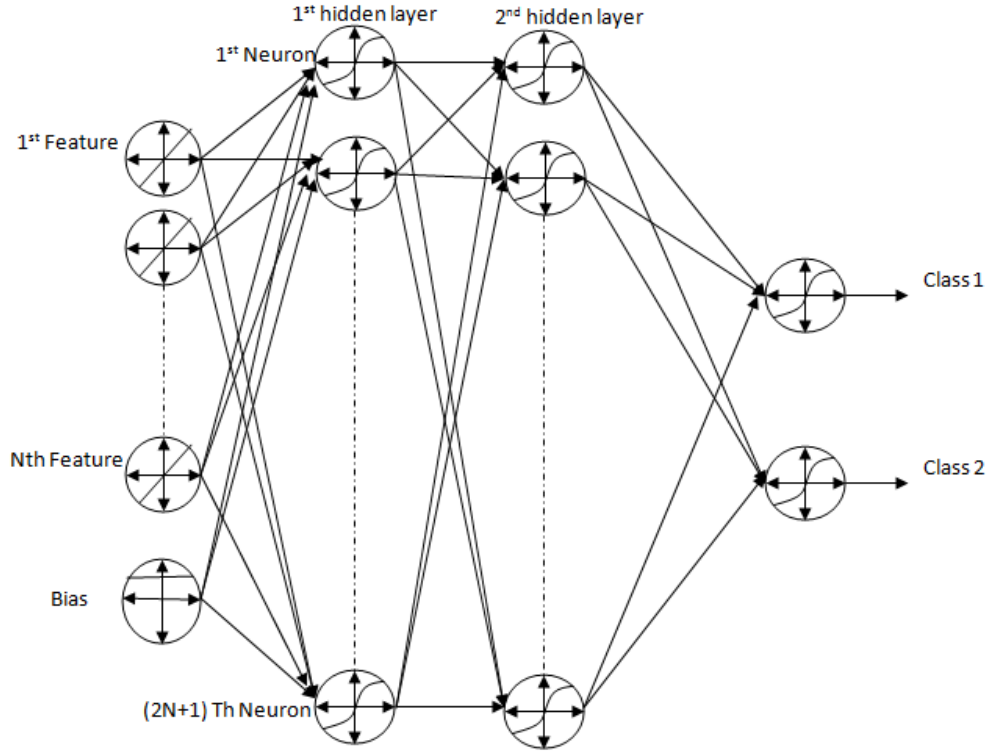 1st hidden layer
2nd hidden layer
1st Neuron
1st Feature
Class 1
Nth Feature
Class 2
Bias
(2N+1) Th Neuron